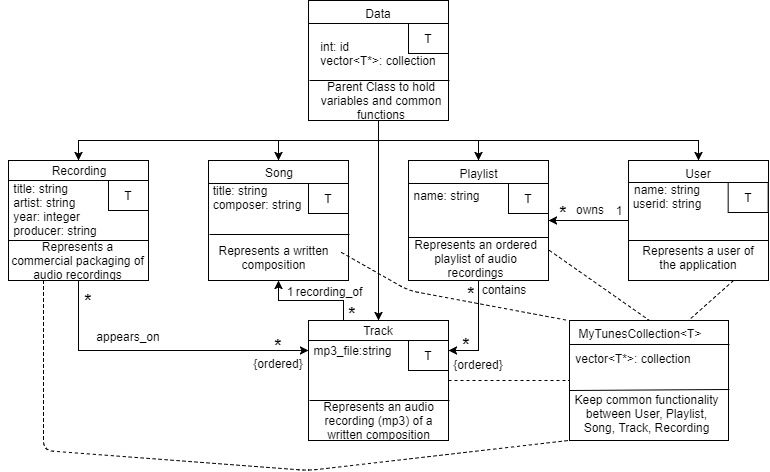 Data
T
int: id
vector<T*>: collection
Parent Class to hold
variables and common
functions
Recording
title: string
artist: string
year: integer
producer: string
T
Represents a
commercial packaging of
audio recordings
Song
title: string
composer: string
T
Represents a written
composition
Playlist
name: string
T
Represents an ordered
playlist of audio
recordings
* owns 1
User
name: string
userid: string
T
Represents a user of
the application
*
appears_on
*
{ordered}
1 recording_of
*
* contains
*
{ordered}
Track
mp3_file:string
T
Represents an audio
recording (mp3) of a
written composition
MyTunesCollection<T>
vector<T*>: collection
Keep common functionality
between User, Playlist,
Song, Track, Recording